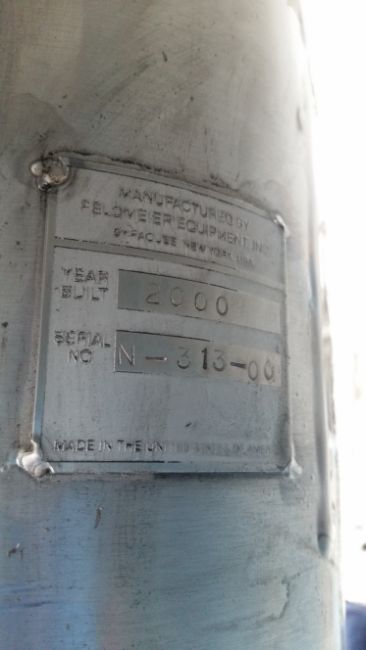 MANUFACTURED BY
FELDMEIER EQUIPMENT, INC.
SYRACUSE NEW YORK, USA
YEAR BUILT 2000
SERIAL NO N-313-00
MADE IN THE UNITED STATES OF AMERICA